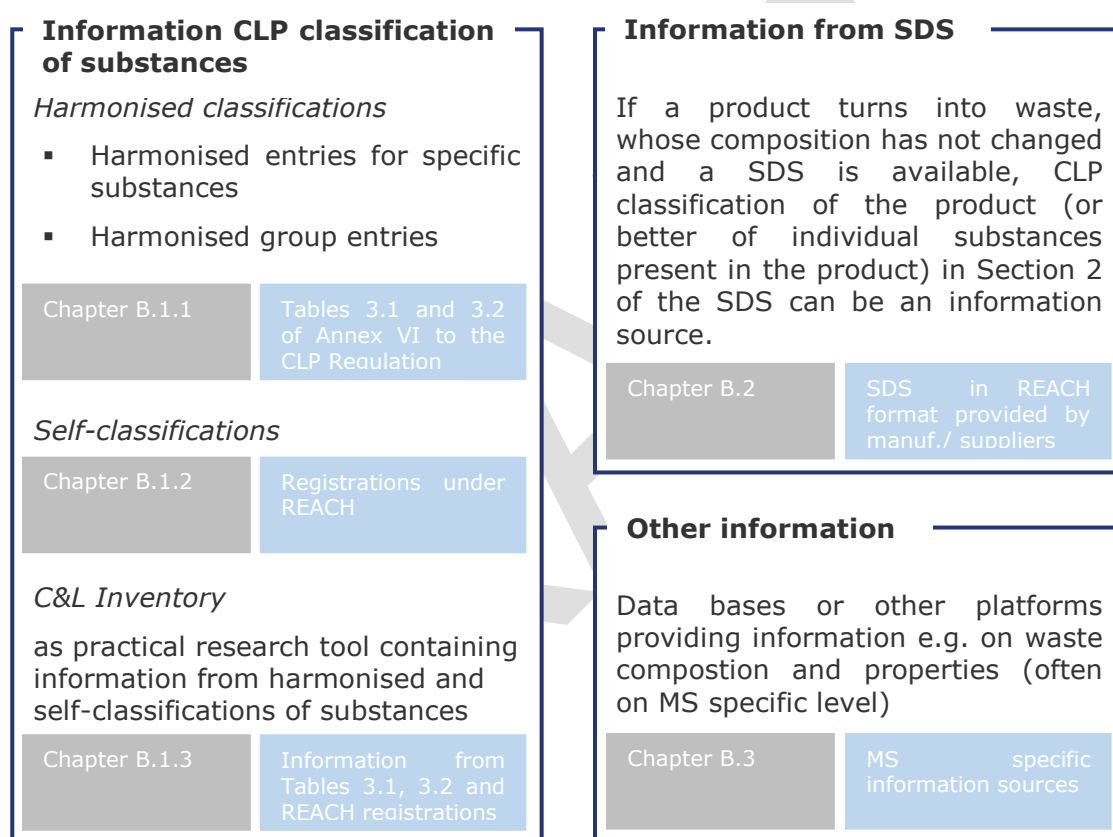 Information CLP classification
of substances
Harmonised classifications
▪ Harmonised entries for specific
substances
▪ Harmonised group entries
Chapter B.1.1
Tables 3.1 and 3.2
of Annex VI to the
CLP Regulation
Self-classifications
Chapter B.1.2
Registrations under
REACH
C&L Inventory
as practical research tool containing
information from harmonised and
self-classifications of substances
Chapter B.1.3
Information from
Tables 3.1, 3.2 and
REACH registrations
Information from SDS
If a product turns into waste,
whose composition has not changed
and a SDS is available, CLP
classification of the product (or
better of individual substances
present in the product) in Section 2
of the SDS can be an information
source.
Chapter B.2
SDS in REACH
format provided by
manuf./ suppliers
Other information
Data bases or other platforms
providing information e.g. on waste
compostion and properties (often
on MS specific level)
Chapter B.3
MS specific
information sources